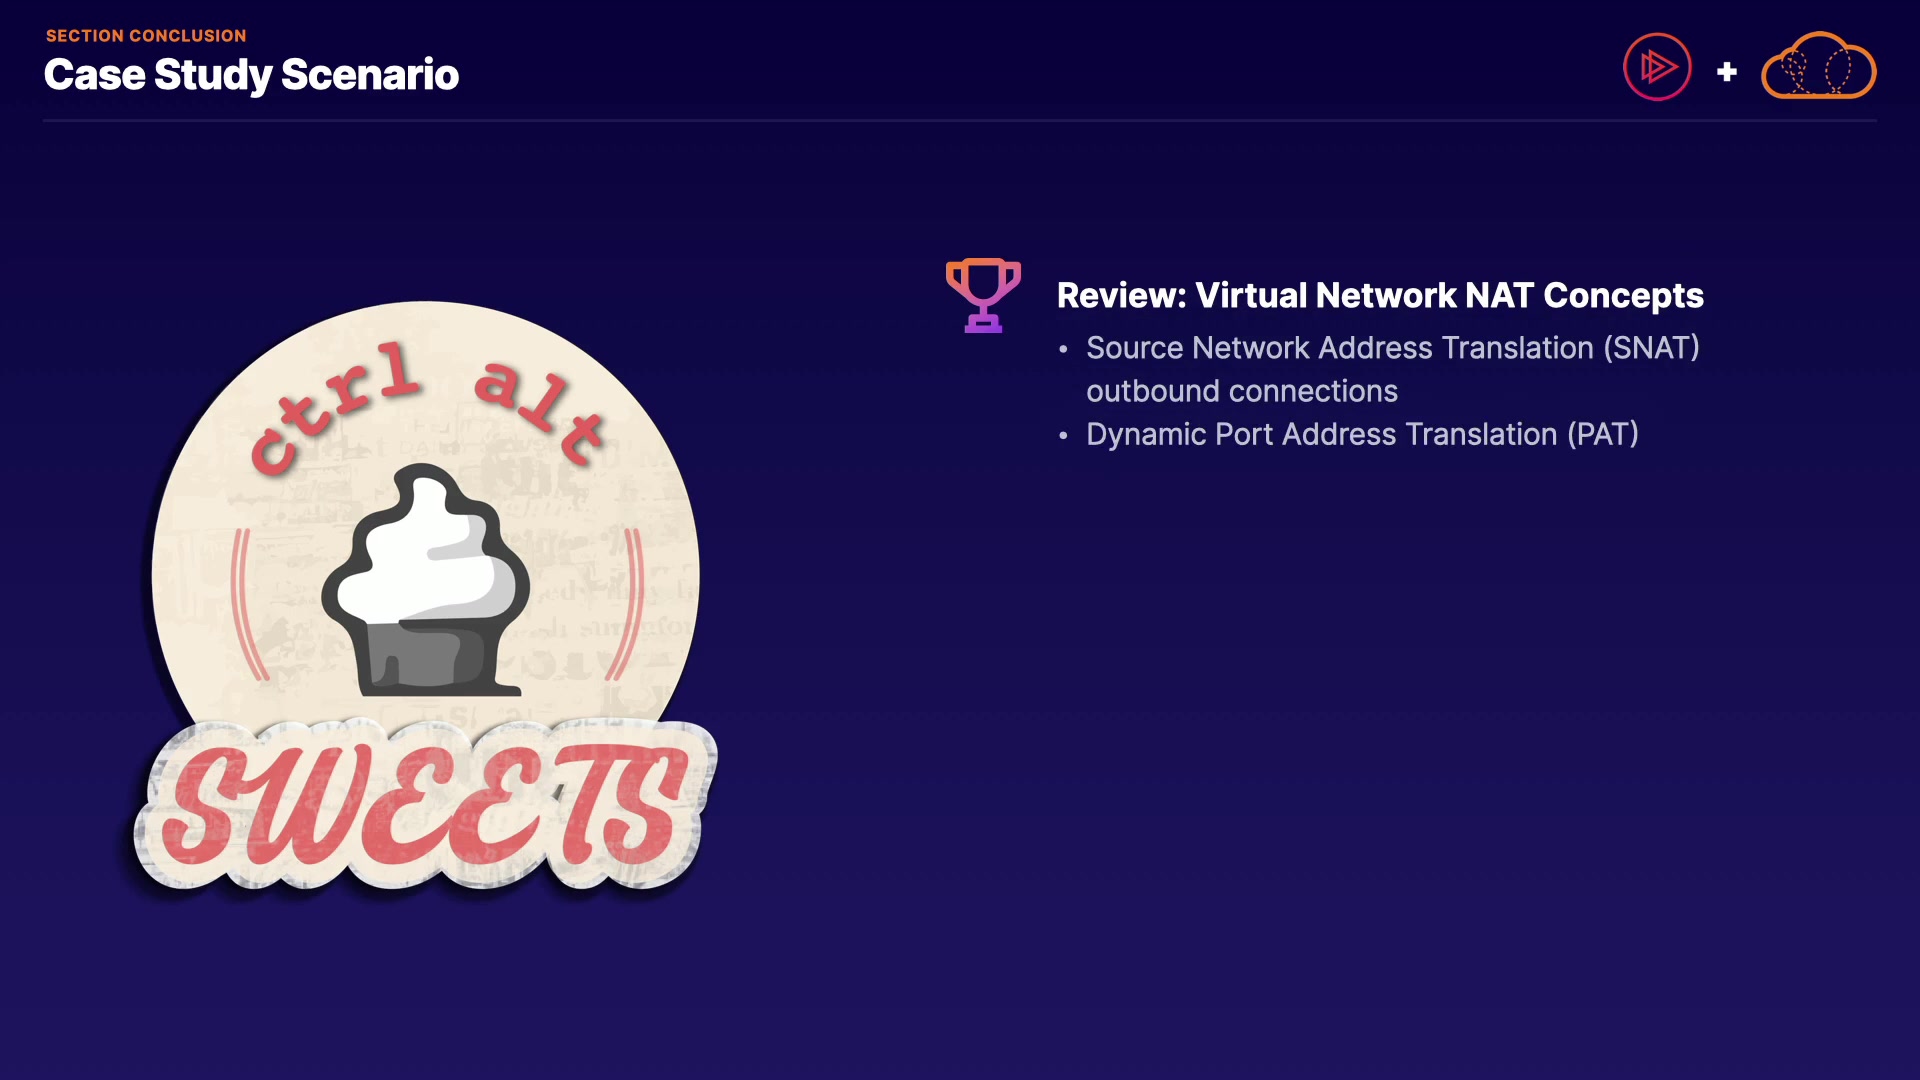 SECTION CONCLUSION
Case Study Scenario
ctrl alt
SWEETS
Review: Virtual Network NAT Concepts
• Source Network Address Translation (SNAT)
outbound connections
• Dynamic Port Address Translation (PAT)